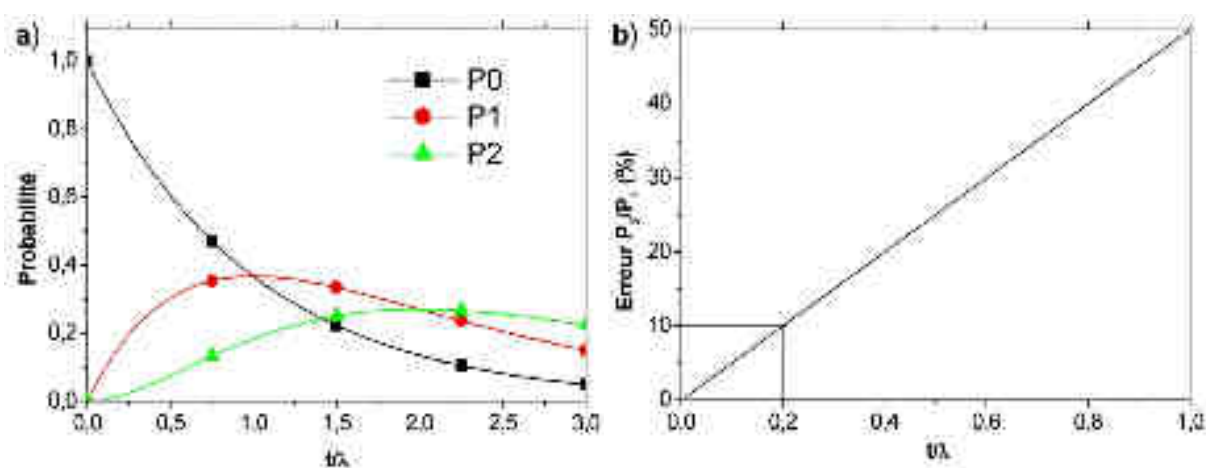 a)
Probabilité
1,0
0,8
0,6
0,4
0,2
0,0
P0
P1
P2
0,0 0,5 1,0 1,5 2,0 2,5 3,0
t/λ
b)
Erreur P₂/P₁ (%)
50
40
30
20
10
0
0,0 0,2 0,4 0,6 0,8 1,0
t/λ